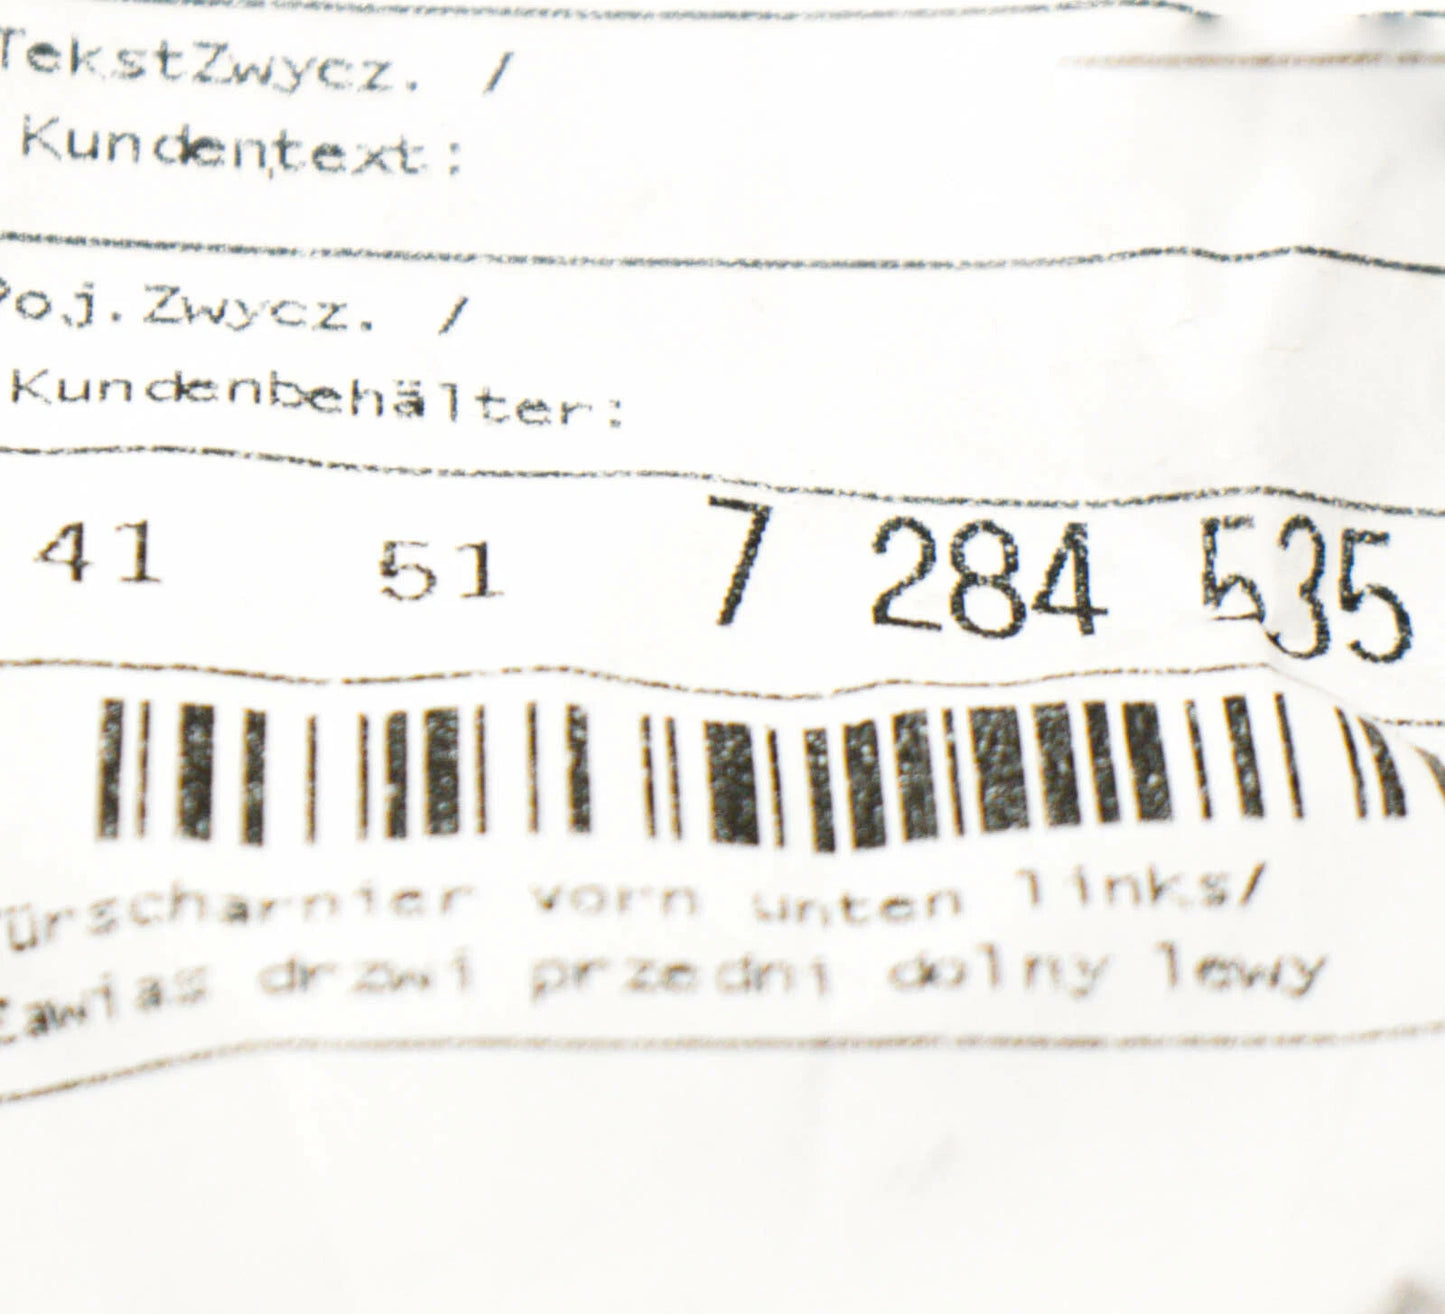 TekstZwycz. /
Kundentext:
Poj.Zwycz. /
Kundenbehälter:
41 51 7 284 535
ürscharnier vorn unten links/
Zawias drzwi przedni dolny lewy